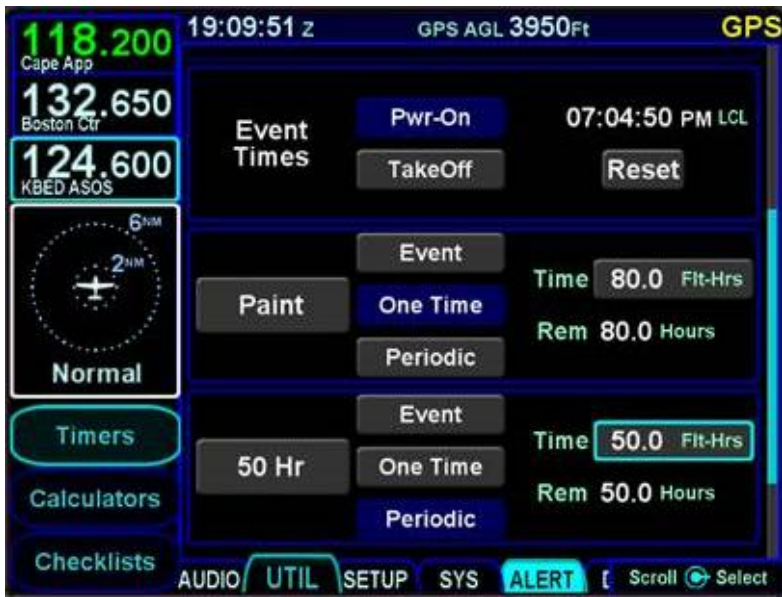 118.200
Cape App
132.650
Boston Ctr
124.600
KBED ASOS
6NM
2NM
Normal
Timers
Calculators
Checklists
19:09:51 Z GPS AGL 3950Ft GPS
Event
Times
Pwr-On
TakeOff
07:04:50 PM LCL
Reset
Paint
Event
One Time
Periodic
Time 80.0 Flt-Hrs
Rem 80.0 Hours
50 Hr
Event
One Time
Periodic
Time 50.0 Flt-Hrs
Rem 50.0 Hours
AUDIO UTIL SETUP SYS ALERT Scroll Select